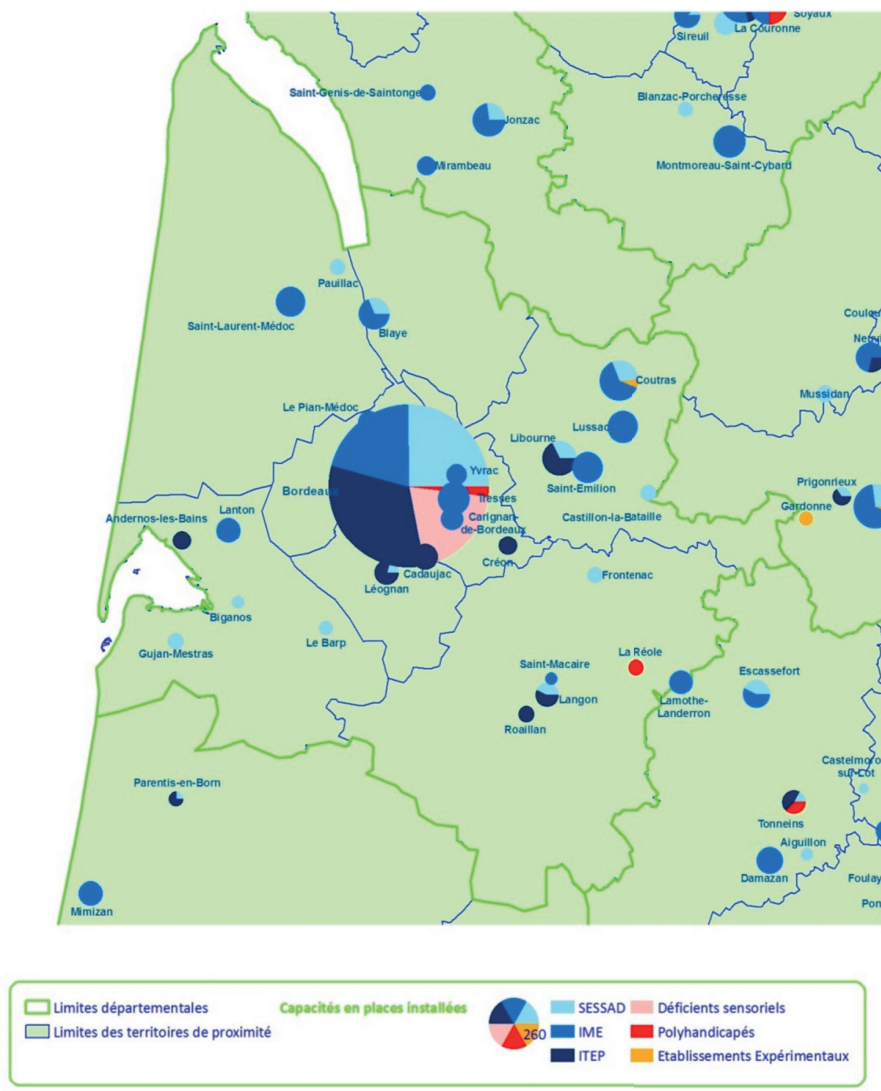 Soyaux
La Couronne
Sireuil
Saint-Genis-de-Saintonge
Blanzac-Porcheresse
Jonzac
Mirambeau
Montmoreau-Saint-Cybard
Pauillac
Saint-Laurent-Médoc
Blaye
Coutras
Mussidan
Le Pian-Médoc
Lussac
Libourne
Yvrac
Saint-Emilion
Bordeaux
Tresses
Prigonrieux
Gardonne
Lanton
Andernos-les-Bains
Carignan-
de-Bordeaux
Castillon-la-Bataille
Créon
Cadaujac
Léognan
Frontenac
Biganos
Le Barp
Gujan-Mestras
La Réole
Saint-Macaire
Escassefort
Langon
Lamothe-
Landerron
Roaillan
Parentis-en-Born
Tonneins
Aiguillon
Damazan
Mimizan
Limites départementales
Limites des territoires de proximité
Capacités en places installées
260
SESSAD
IME
ITEP
Déficients sensoriels
Polyhandicapés
Etablissements Expérimentaux